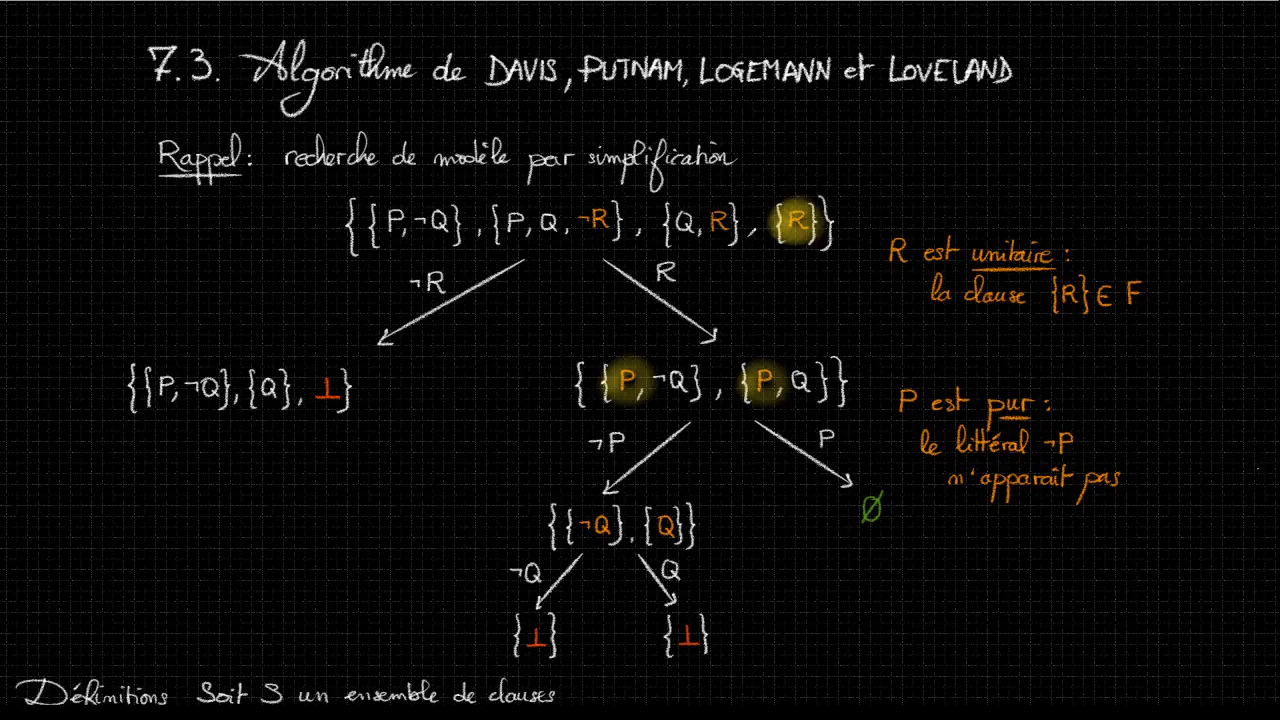 7.3. Algorithme de DAVIS, PUTNAM, LOGEMANN et LOVELAND
Rappel : recherche de modèle par simplification
{{P,¬Q},{P,Q,¬R},{Q,R},{R}}
¬R
R
R est unitaire :
la clause {R} ∈ F
{{P,¬Q},{Q},⊥}
{{P,¬Q},{P,Q}}
P est pur :
le littéral ¬P
n'apparaît pas
¬P
P
∅
{{¬Q},{Q}}
¬Q
Q
{⊥}
{⊥}
Définitions Soit S un ensemble de clauses